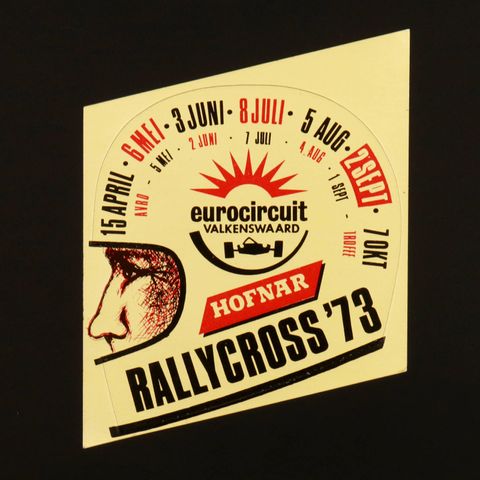 15 APRIL · 6 MEI · 3 JUNI · 8 JULI · 5 AUG · 2 SEPT · 7 OKT
AVRO - 5 MEI · 2 JUNI · 7 JULI · 4 AUG · 1 SEPT -
eurocircuit
VALKENSWAARD
HOFNAR
RALLYCROSS '73